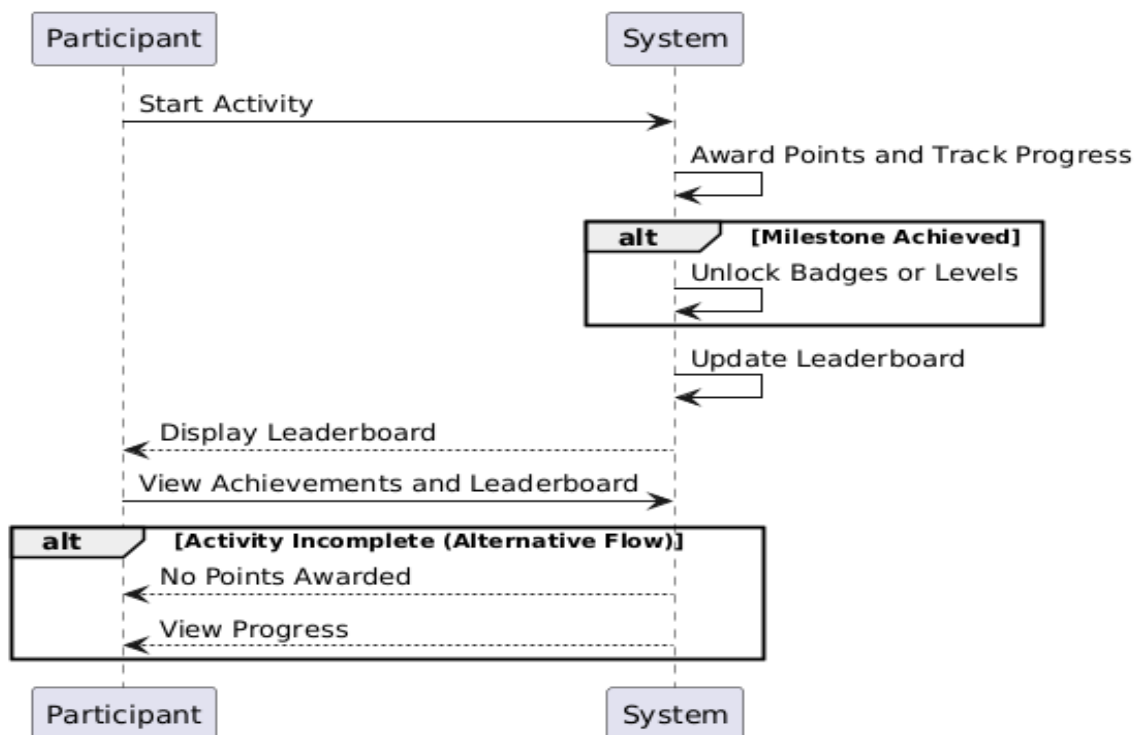 Participant System
Start Activity
Award Points and Track Progress
alt [Milestone Achieved]
Unlock Badges or Levels
Update Leaderboard
Display Leaderboard
View Achievements and Leaderboard
alt [Activity Incomplete (Alternative Flow)]
No Points Awarded
View Progress
Participant System